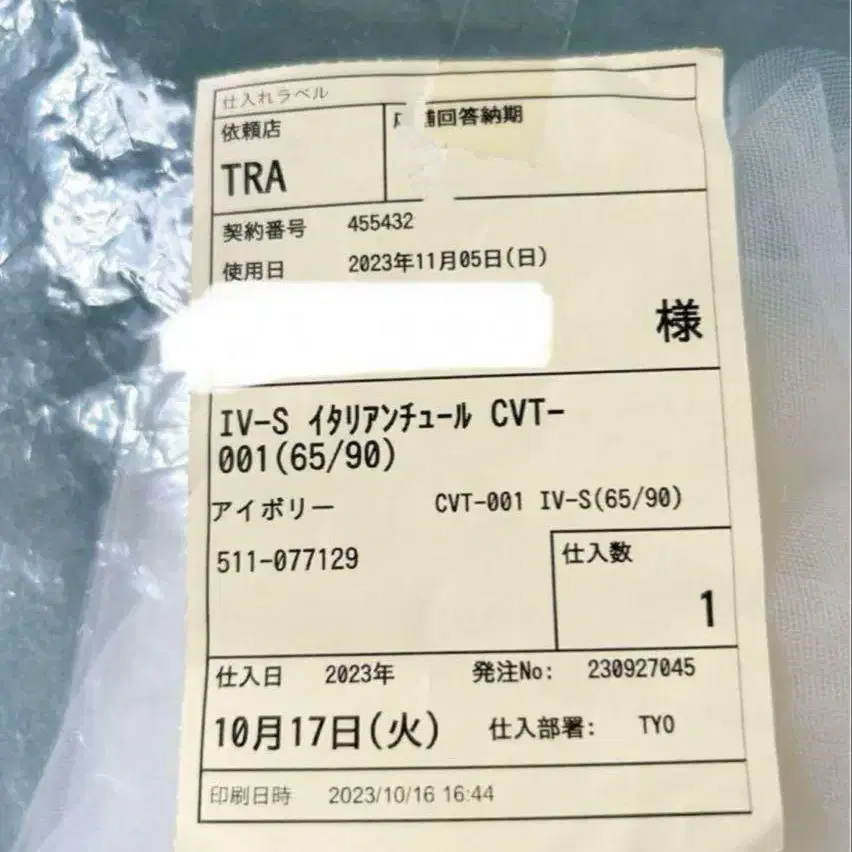 仕入れラベル
依頼店
回答納期
TRA
契約番号 455432
使用日 2023年11月05日(日)
様
IV-S ｲﾀﾘｱﾝﾁｭｰﾙ CVT-
001(65/90)
アイボリー CVT-001 IV-S(65/90)
511-077129
仕入数
1
仕入日 2023年 発注No: 230927045
10月17日(火) 仕入部署: TYO
印刷日時 2023/10/16 16:44